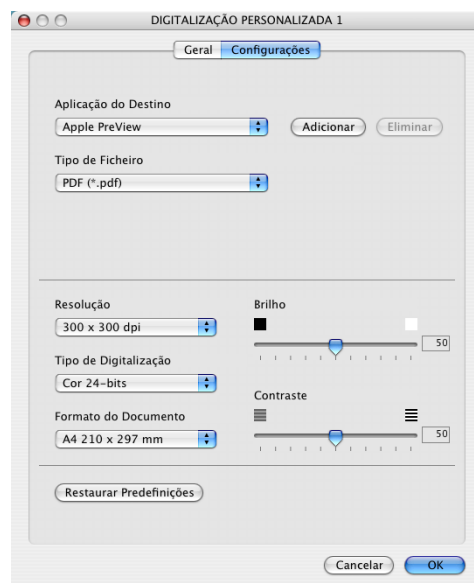 DIGITALIZAÇÃO PERSONALIZADA 1
Geral Configurações
Aplicação do Destino
Apple PreView Adicionar Eliminar
Tipo de Ficheiro
PDF (*.pdf)
Resolução Brilho
300 x 300 dpi 50
Tipo de Digitalização
Cor 24-bits
Contraste
Formato do Documento
A4 210 x 297 mm 50
Restaurar Predefinições
Cancelar OK